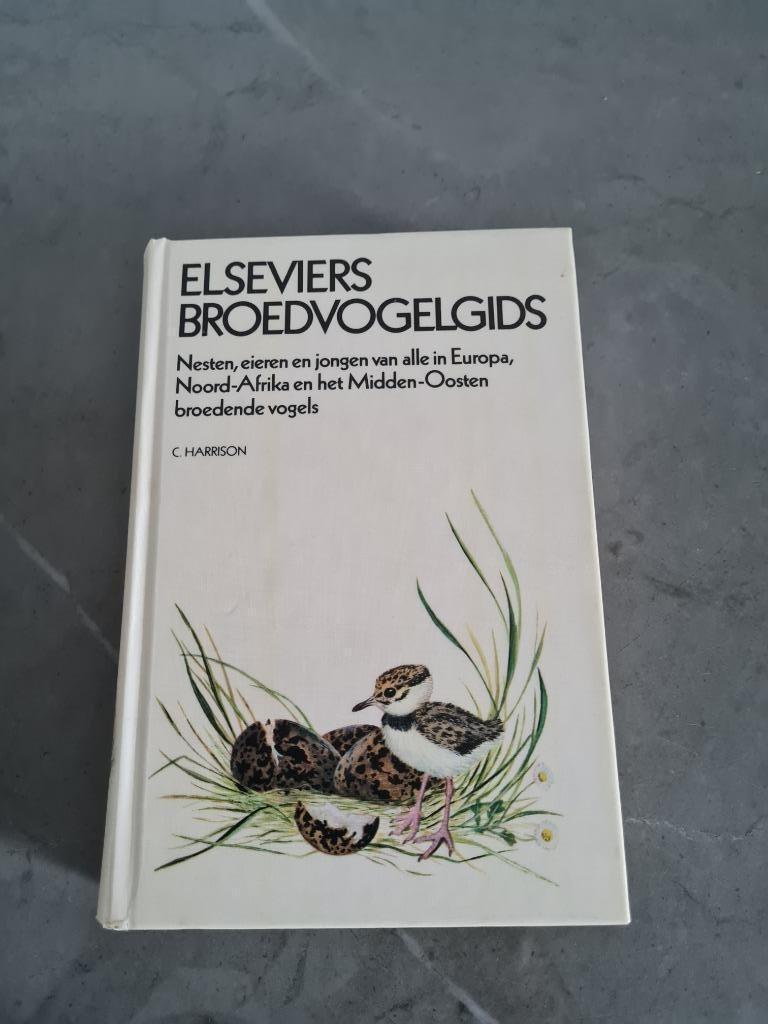 ELSEVIERS
BROEDVOGELGIDS
Nesten, eieren en jongen van alle in Europa,
Noord-Afrika en het Midden-Oosten
broedende vogels
C. HARRISON